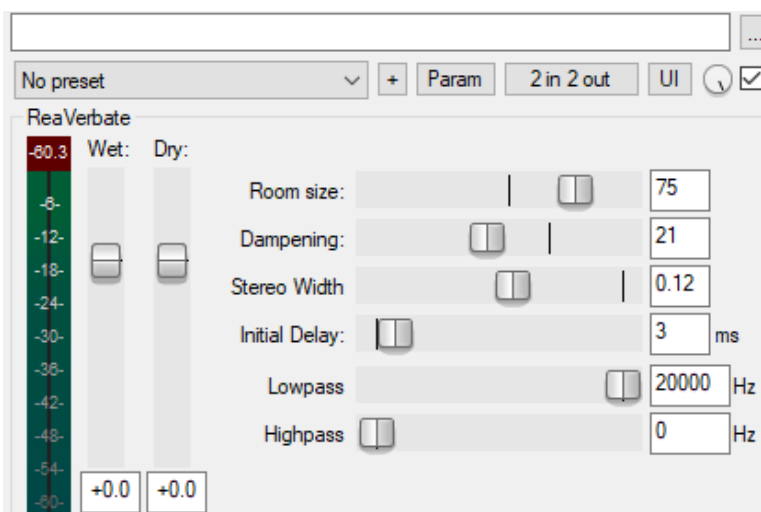 ...
No preset + Param 2 in 2 out UI
ReaVerbate
-60.3 Wet: Dry:
Room size: 75
-6-
Dampening: 21
-12-
-18-
Stereo Width 0.12
-24-
Initial Delay: 3 ms
-30-
-36-
Lowpass 20000 Hz
-42-
Highpass 0 Hz
-48-
-54-
+0.0 +0.0
-60-